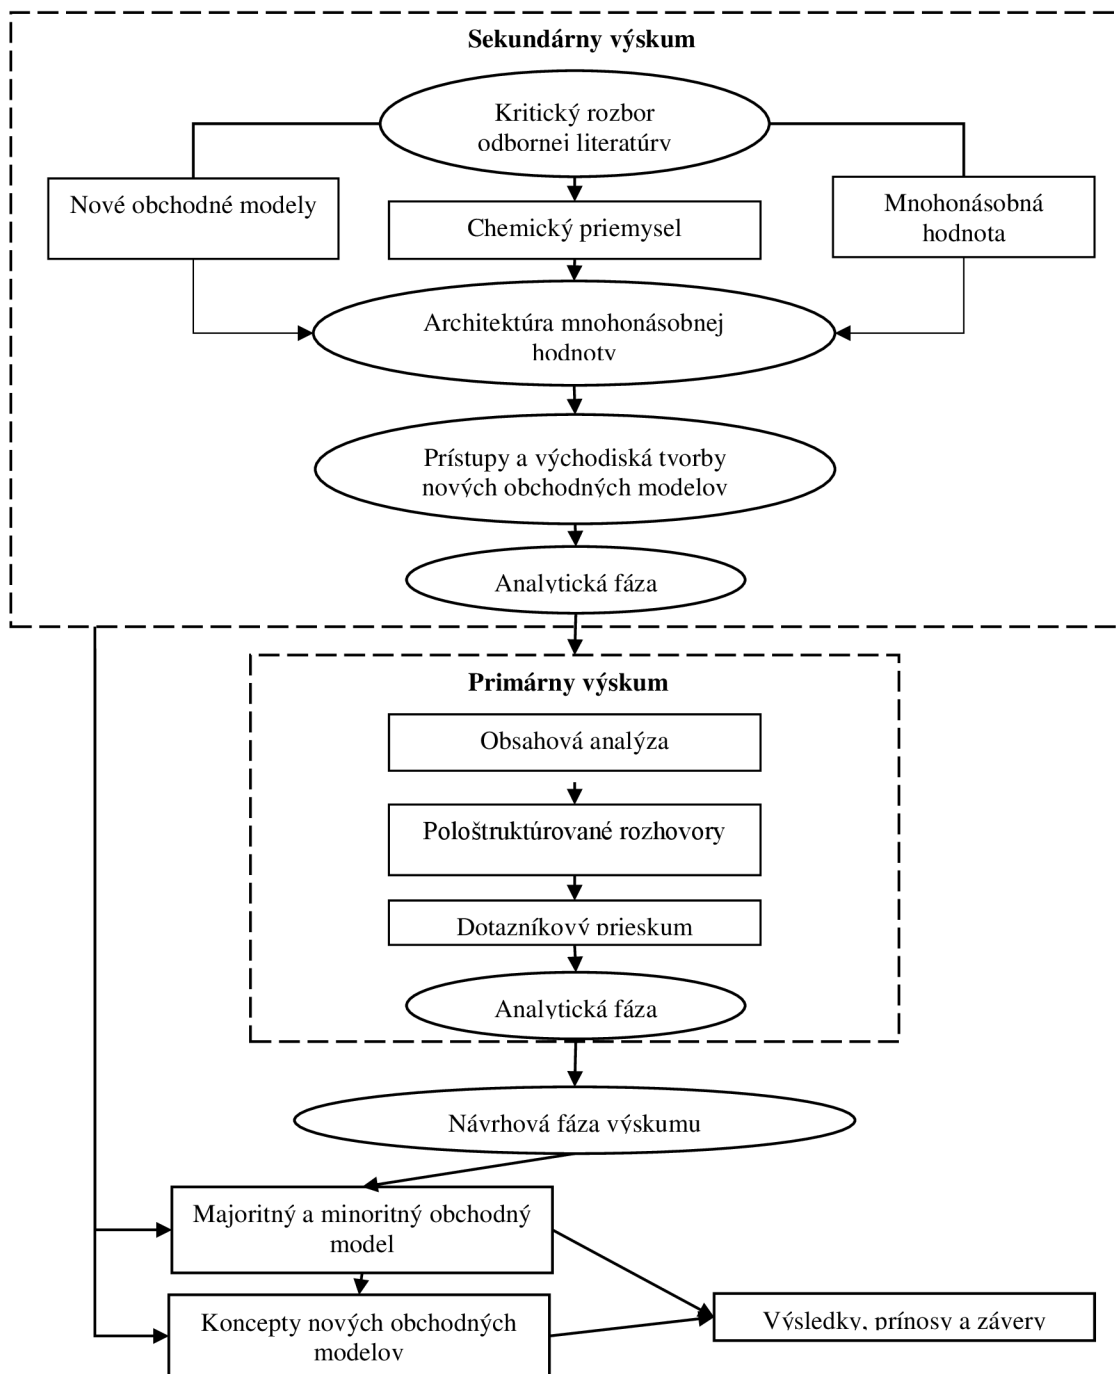 Sekundárny výskum
Kritický rozbor
odbornej literatúry
Nové obchodné modely
Chemický priemysel
Mnohonásobná
hodnota
Architektúra mnohonásobnej
hodnoty
Prístupy a východiská tvorby
nových obchodných modelov
Analytická fáza
Primárny výskum
Obsahová analýza
Pološtruktúrované rozhovory
Dotazníkový prieskum
Analytická fáza
Návrhová fáza výskumu
Majoritný a minoritný obchodný
model
Koncepty nových obchodných
modelov
Výsledky, prínosy a závery